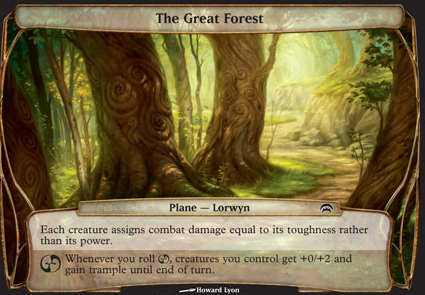 The Great Forest
Plane — Lorwyn
Each creature assigns combat damage equal to its toughness rather
than its power.
Whenever you roll , creatures you control get +0/+2 and
gain trample until end of turn.
Howard Lyon